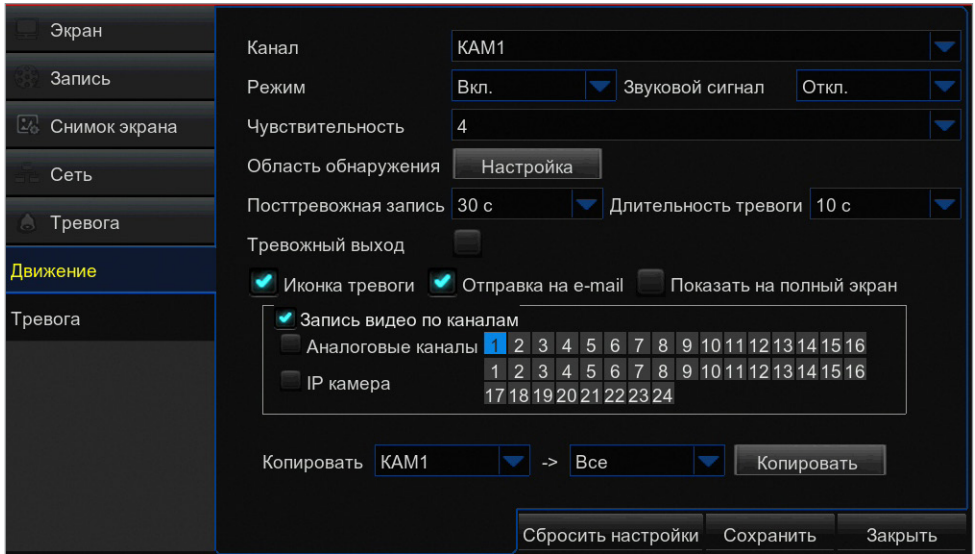 Экран
Запись
Снимок экрана
Сеть
Тревога
Движение
Тревога
Канал КАМ1
Режим Вкл. Звуковой сигнал Откл.
Чувствительность 4
Область обнаружения Настройка
Посттревожная запись 30 с Длительность тревоги 10 с
Тревожный выход
Иконка тревоги Отправка на e-mail Показать на полный экран
Запись видео по каналам
Аналоговые каналы 1 2 3 4 5 6 7 8 9 10 11 12 13 14 15 16
IP камера 1 2 3 4 5 6 7 8 9 10 11 12 13 14 15 16
17 18 19 20 21 22 23 24
Копировать КАМ1 -> Все Копировать
Сбросить настройки Сохранить Закрыть